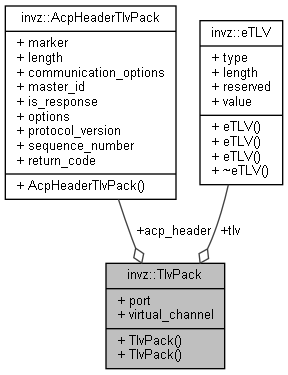 invz::AcpHeaderTlvPack
+ marker
+ length
+ communication_options
+ master_id
+ is_response
+ options
+ protocol_version
+ sequence_number
+ return_code
+ AcpHeaderTlvPack()
invz::eTLV
+ type
+ length
+ reserved
+ value
+ eTLV()
+ eTLV()
+ eTLV()
+ ~eTLV()
+acp_header
+tlv
invz::TlvPack
+ port
+ virtual_channel
+ TlvPack()
+ TlvPack()